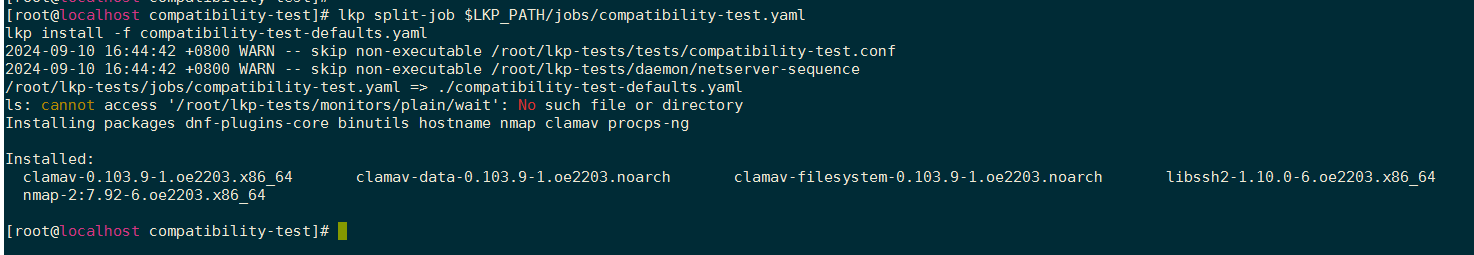 [root@localhost compatibility-test]# lkp split-job $LKP_PATH/jobs/compatibility-test.yaml
lkp install -f compatibility-test-defaults.yaml
2024-09-10 16:44:42 +0800 WARN -- skip non-executable /root/lkp-tests/tests/compatibility-test.conf
2024-09-10 16:44:42 +0800 WARN -- skip non-executable /root/lkp-tests/daemon/netserver-sequence
/root/lkp-tests/jobs/compatibility-test.yaml => ./compatibility-test-defaults.yaml
ls: cannot access '/root/lkp-tests/monitors/plain/wait': No such file or directory
Installing packages dnf-plugins-core binutils hostname nmap clamav procps-ng
Installed:
clamav-0.103.9-1.oe2203.x86_64 clamav-data-0.103.9-1.oe2203.noarch clamav-filesystem-0.103.9-1.oe2203.noarch libssh2-1.10.0-6.oe2203.x86_64
nmap-2:7.92-6.oe2203.x86_64
[root@localhost compatibility-test]#